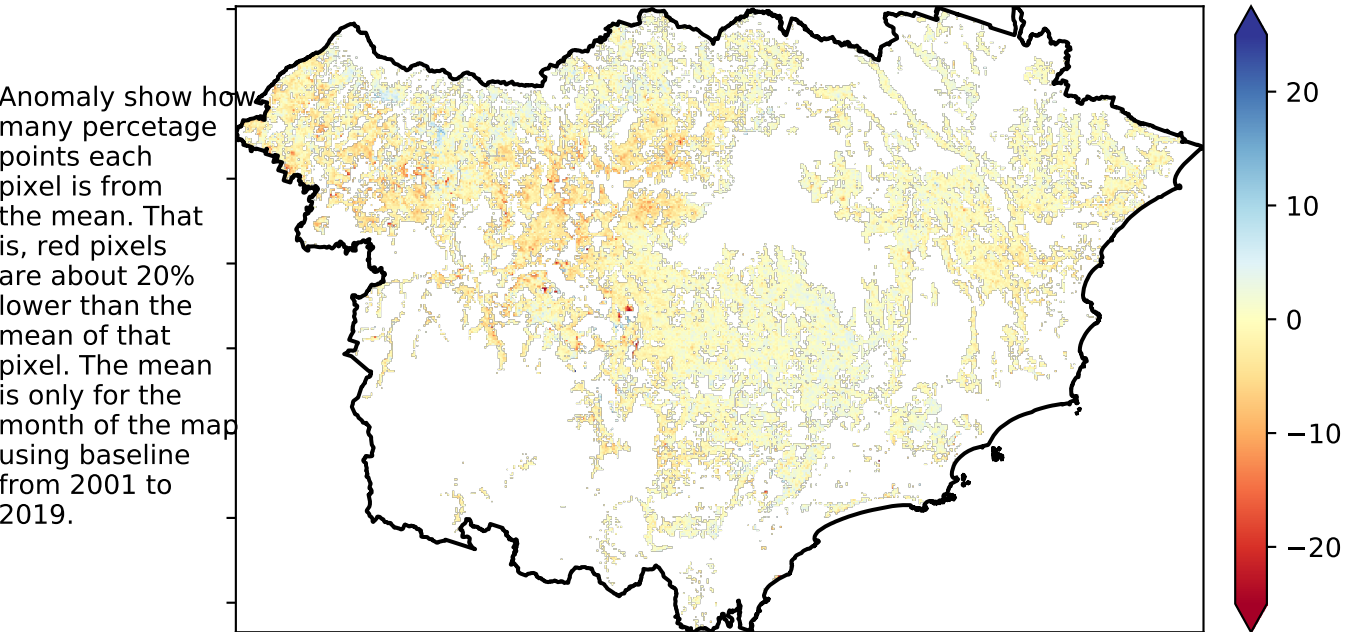 Anomaly show how
many percetage
points each
pixel is from
the mean. That
is, red pixels
are about 20%
lower than the
mean of that
pixel. The mean
is only for the
month of the map
using baseline
from 2001 to
2019.
20
10
0
−10
−20